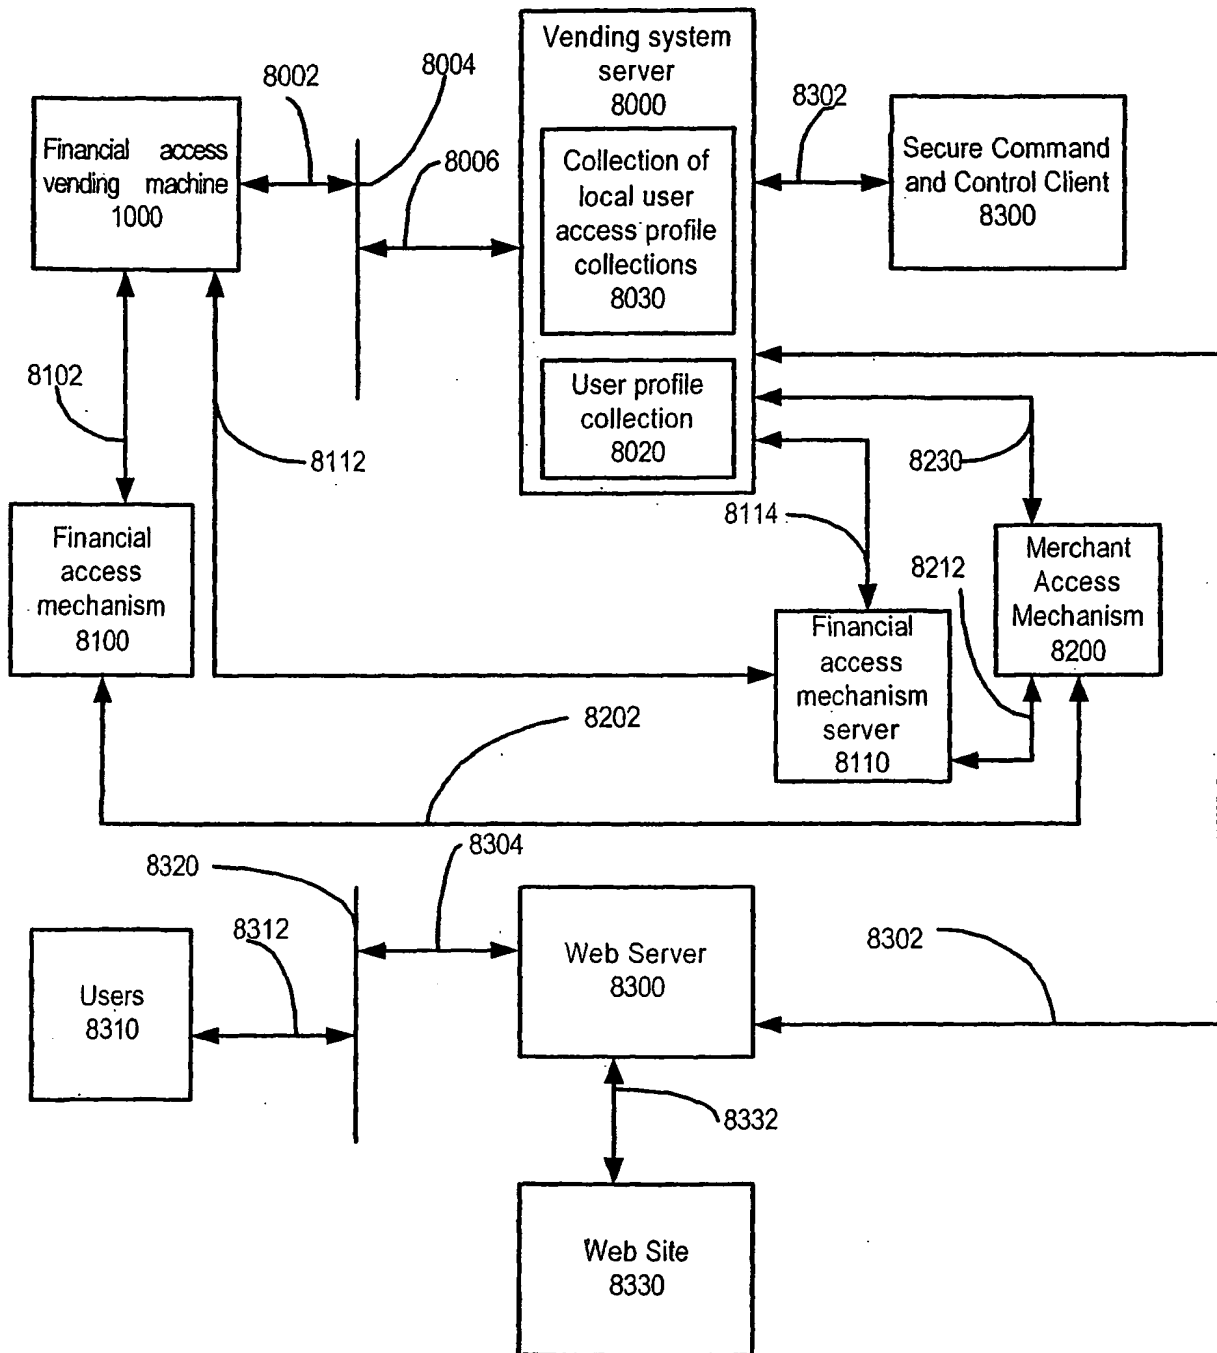 Vending system
server
8000
8002
8004
8302
Financial access
vending machine
1000
8006
Collection of
local user
access profile
collections
8030
Secure Command
and Control Client
8300
8102
8112
User profile
collection
8020
8230
8114
Financial
access
mechanism
8100
8212
Merchant
Access
Mechanism
8200
Financial
access
mechanism
server
8110
8202
8320
8304
8312
8302
Users
8310
Web Server
8300
8332
Web Site
8330